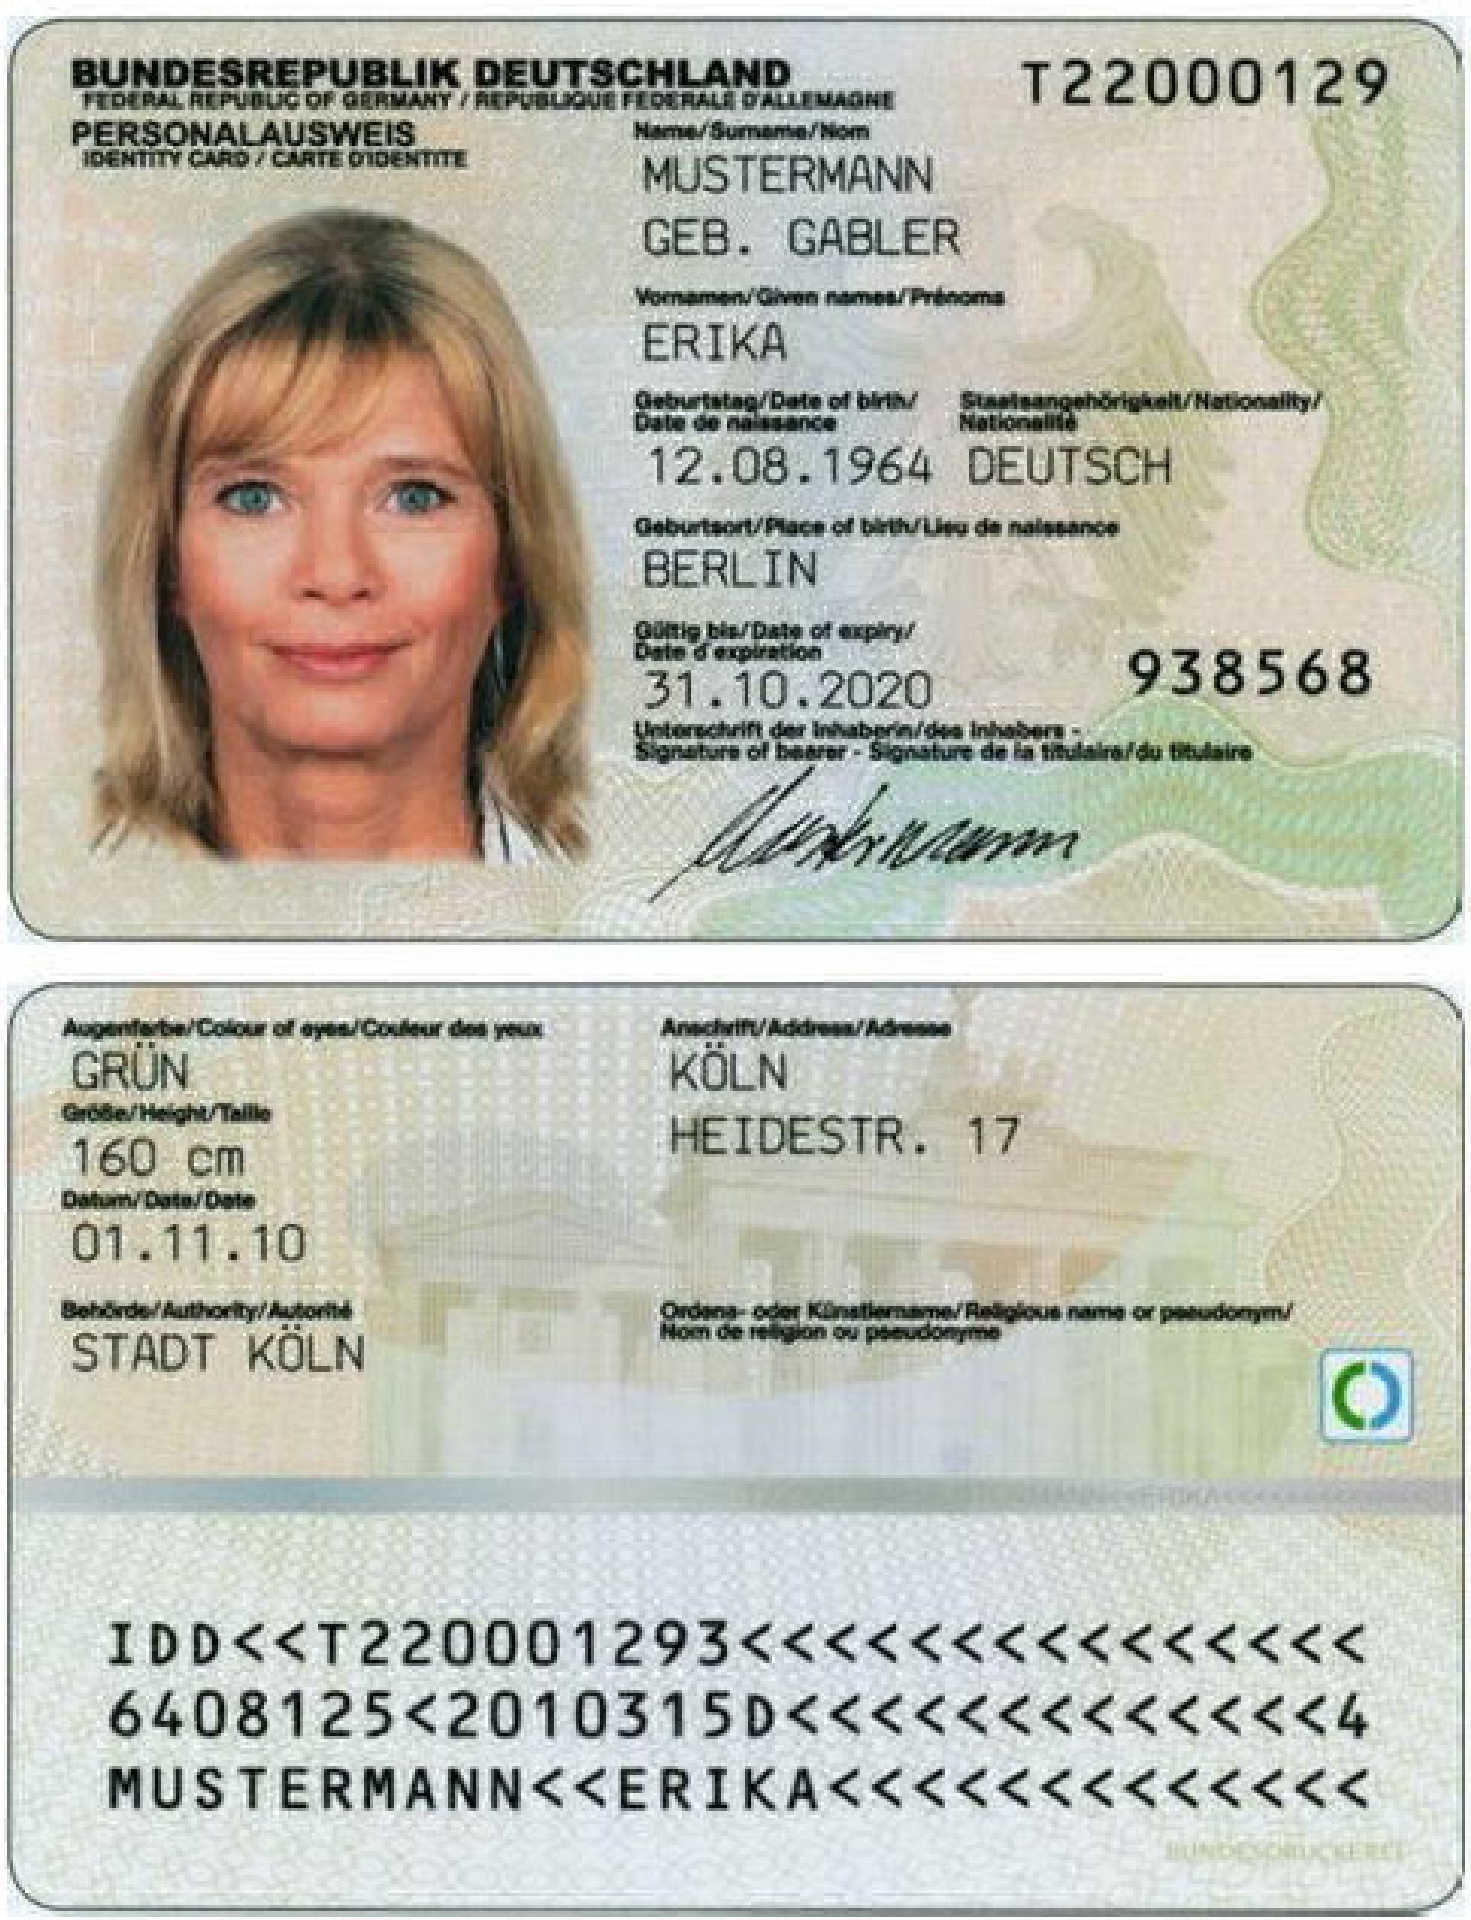 BUNDESREPUBLIK DEUTSCHLAND
FEDERAL REPUBLIC OF GERMANY / REPUBLIQUE FEDERALE D'ALLEMAGNE
PERSONALAUSWEIS
IDENTITY CARD / CARTE D'IDENTITE
T22000129
Name/Surname/Nom
MUSTERMANN
GEB. GABLER
Vornamen/Given names/Prénoms
ERIKA
Geburtstag/Date of birth/
Date de naissance
Staatsangehörigkeit/Nationality/
Nationalité
12.08.1964 DEUTSCH
Geburtsort/Place of birth/Lieu de naissance
BERLIN
Gültig bis/Date of expiry/
Date d'expiration
31.10.2020
938568
Unterschrift der Inhaberin/des Inhabers -
Signature of bearer - Signature de la titulaire/du titulaire
Mustermann
Augenfarbe/Colour of eyes/Couleur des yeux
GRÜN
Größe/Height/Taille
160 cm
Datum/Date/Date
01.11.10
Behörde/Authority/Autorité
STADT KÖLN
Anschrift/Address/Adresse
KÖLN
HEIDESTR. 17
Ordens- oder Künstlername/Religious name or pseudonym/
Nom de religion ou pseudonyme
IDD<<T220001293<<<<<<<<<<<<<<<
6408125<2010315D<<<<<<<<<<<<<4
MUSTERMANN<<ERIKA<<<<<<<<<<<<<
BUNDESDRUCKEREI